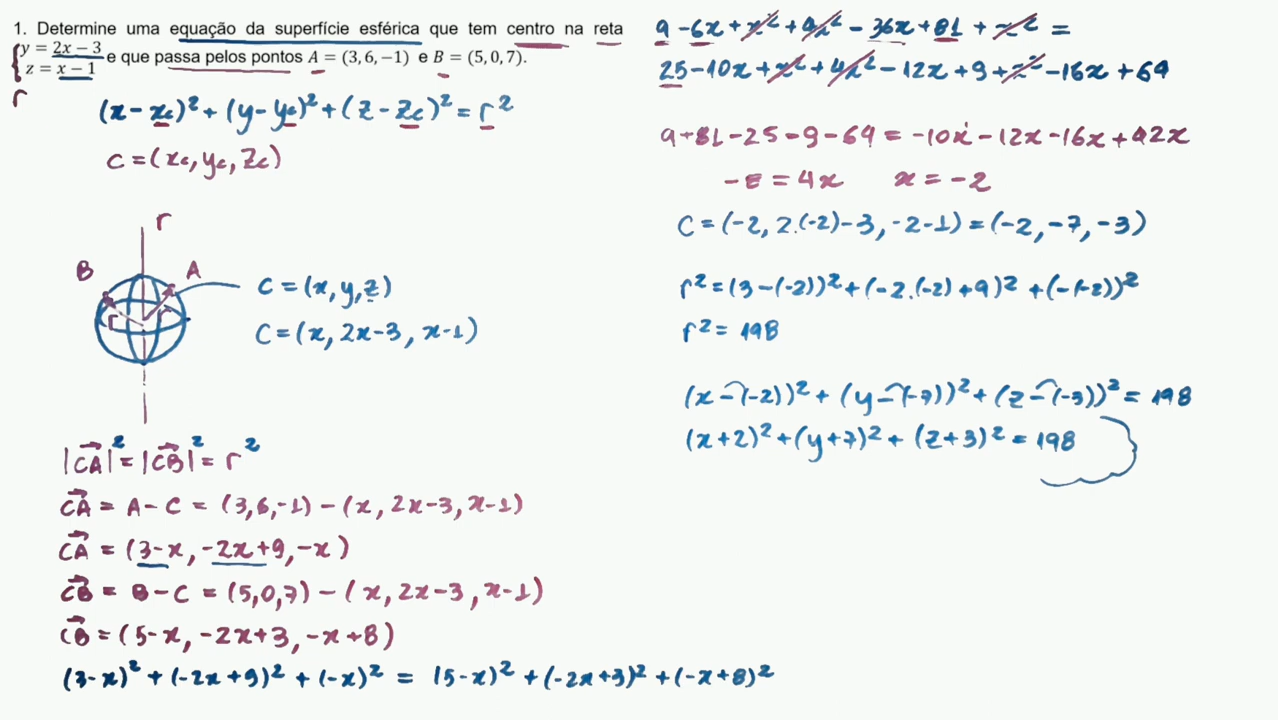 1. Determine uma equação da superfície esférica que tem centro na reta
{ y = 2x − 3
z = x − 1 e que passa pelos pontos A = (3, 6, −1) e B = (5, 0, 7).
r
(x − xc)² + (y − yc)² + (z − zc)² = r²
C = (xc, yc, zc)
r
B A
r r
C = (x, y, z)
C = (x, 2x−3, x−1)
|CA|² = |CB|² = r²
CA = A − C = (3, 6, −1) − (x, 2x−3, x−1)
CA = (3−x, −2x+9, −x)
CB = B − C = (5, 0, 7) − (x, 2x−3, x−1)
CB = (5−x, −2x+3, −x+8)
(3−x)² + (−2x+9)² + (−x)² = (5−x)² + (−2x+3)² + (−x+8)²
9 − 6x + x² + 4x² − 36x + 81 + x² =
25 − 10x + x² + 4x² − 12x + 9 + x² − 16x + 64
9 + 81 − 25 − 9 − 64 = −10x − 12x − 16x + 42x
−8 = 4x x = −2
C = (−2, 2.(−2)−3, −2−1) = (−2, −7, −3)
r² = (3−(−2))² + (−2.(−2)+9)² + (−(−2))²
r² = 198
(x−(−2))² + (y−(−7))² + (z−(−3))² = 198
(x+2)² + (y+7)² + (z+3)² = 198